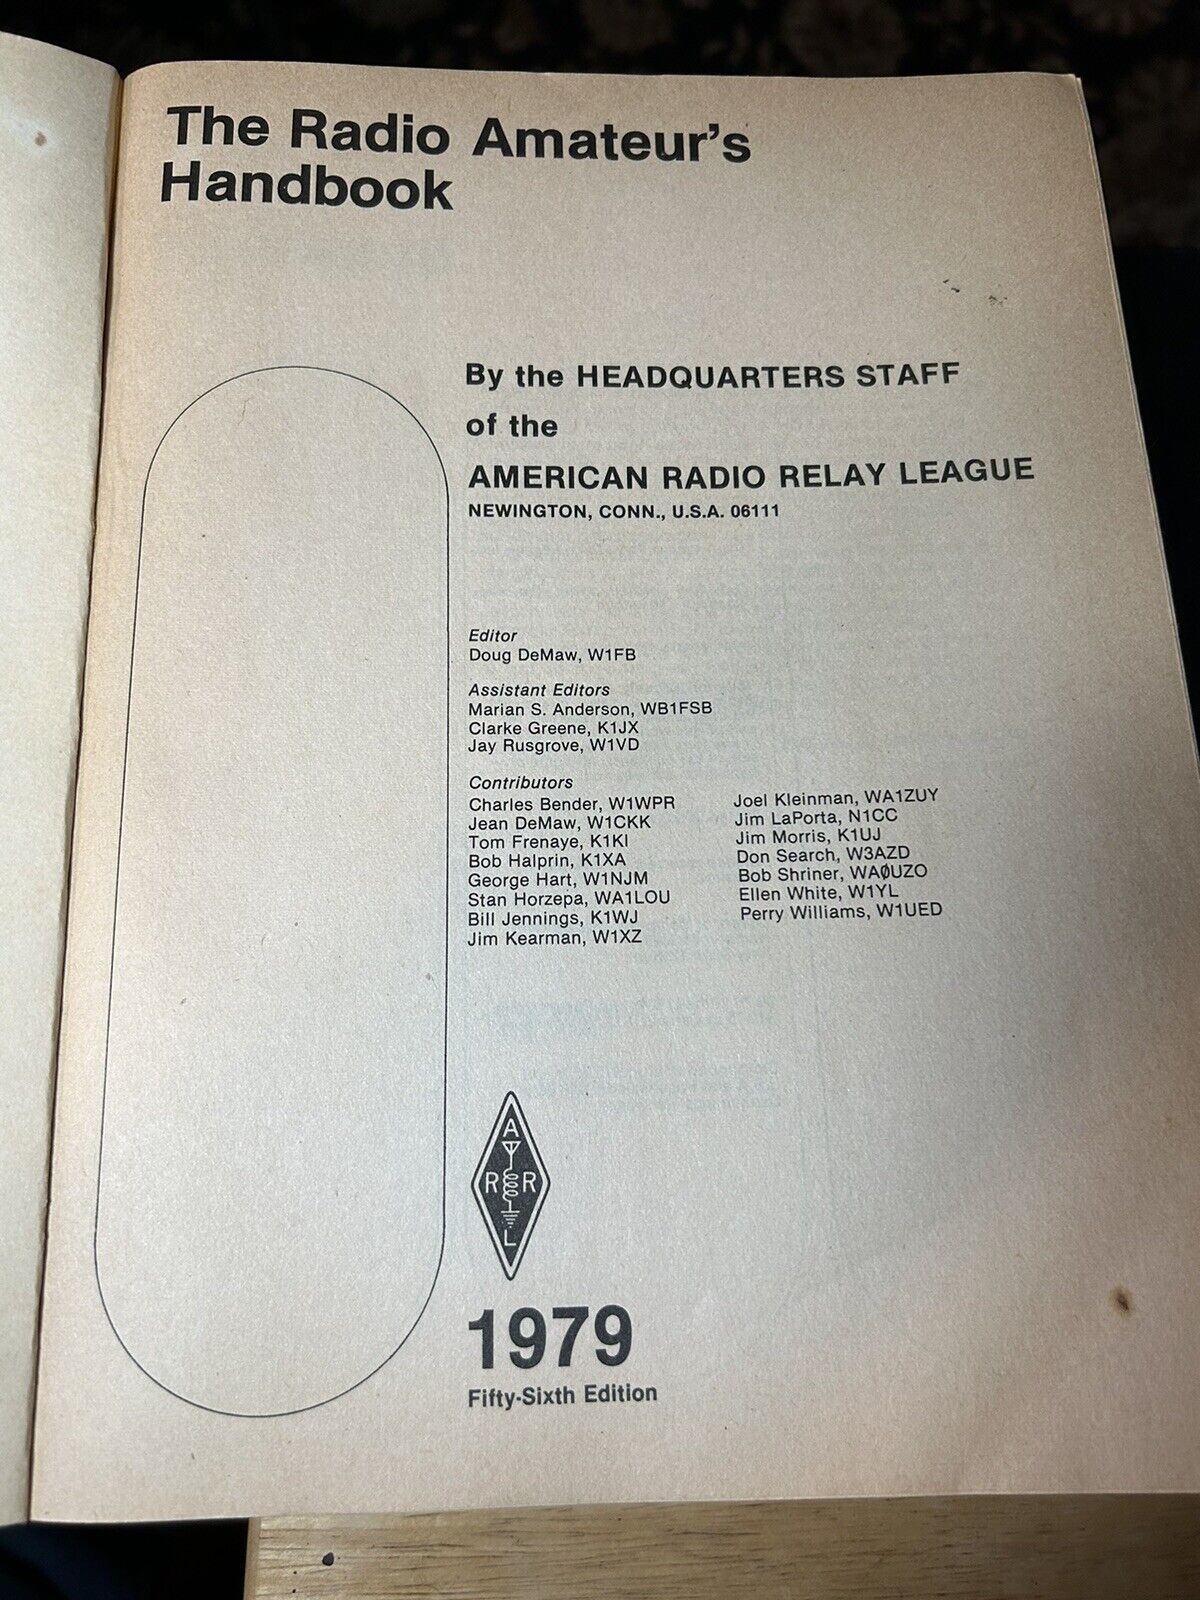 The Radio Amateur's
Handbook
By the HEADQUARTERS STAFF
of the
AMERICAN RADIO RELAY LEAGUE
NEWINGTON, CONN., U.S.A. 06111
Editor
Doug DeMaw, W1FB
Assistant Editors
Marian S. Anderson, WB1FSB
Clarke Greene, K1JX
Jay Rusgrove, W1VD
Contributors
Charles Bender, W1WPR
Jean DeMaw, W1CKK
Tom Frenaye, K1KI
Bob Halprin, K1XA
George Hart, W1NJM
Stan Horzepa, WA1LOU
Bill Jennings, K1WJ
Jim Kearman, W1XZ
Joel Kleinman, WA1ZUY
Jim LaPorta, N1CC
Jim Morris, K1UJ
Don Search, W3AZD
Bob Shriner, WAØUZO
Ellen White, W1YL
Perry Williams, W1UED
A
R R
L
1979
Fifty-Sixth Edition